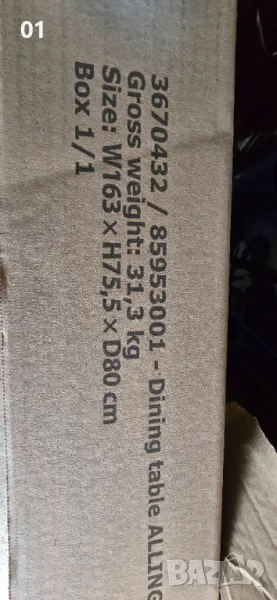 01
3670432 / 85953001 - Dining table ALLING
Gross weight: 31,3 kg
Size: W163 × H75,5 × D80 cm
Box 1/1
BAZAR